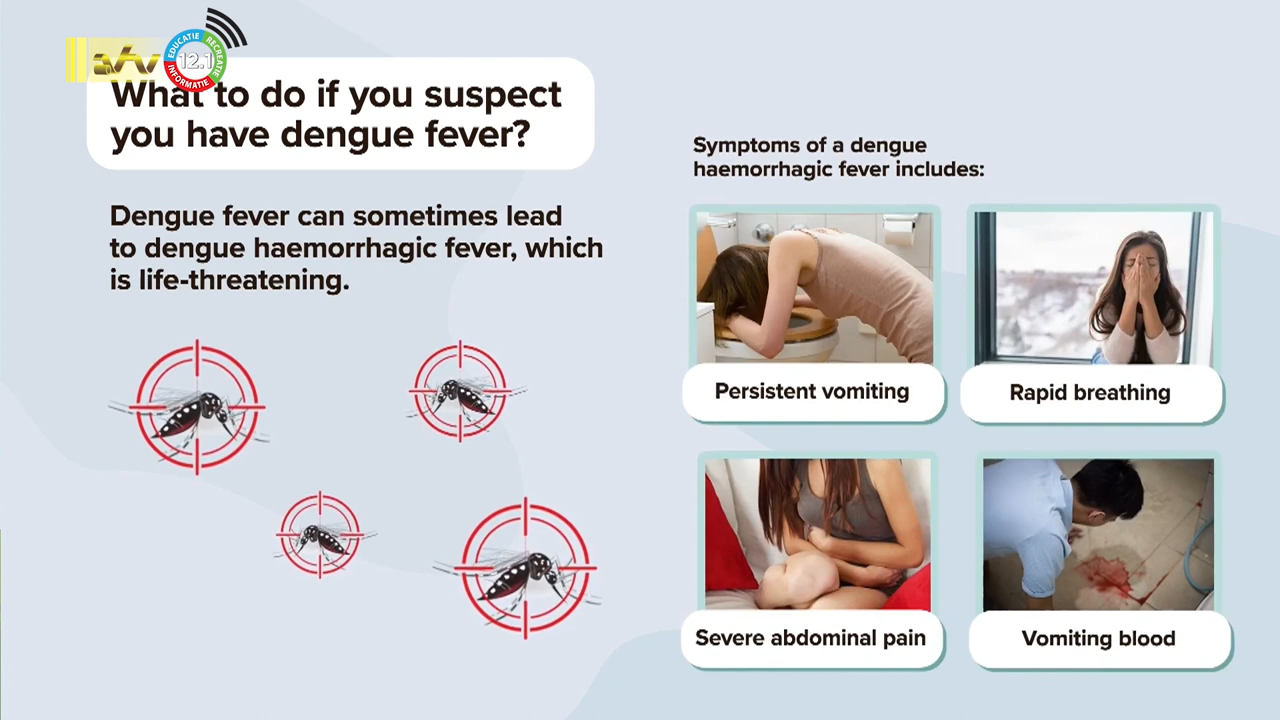 atv
EDUCATIE
RECREATIE
INFORMATIE
12.1
What to do if you suspect
you have dengue fever?
Dengue fever can sometimes lead
to dengue haemorrhagic fever, which
is life-threatening.
Symptoms of a dengue
haemorrhagic fever includes:
Persistent vomiting
Rapid breathing
Severe abdominal pain
Vomiting blood